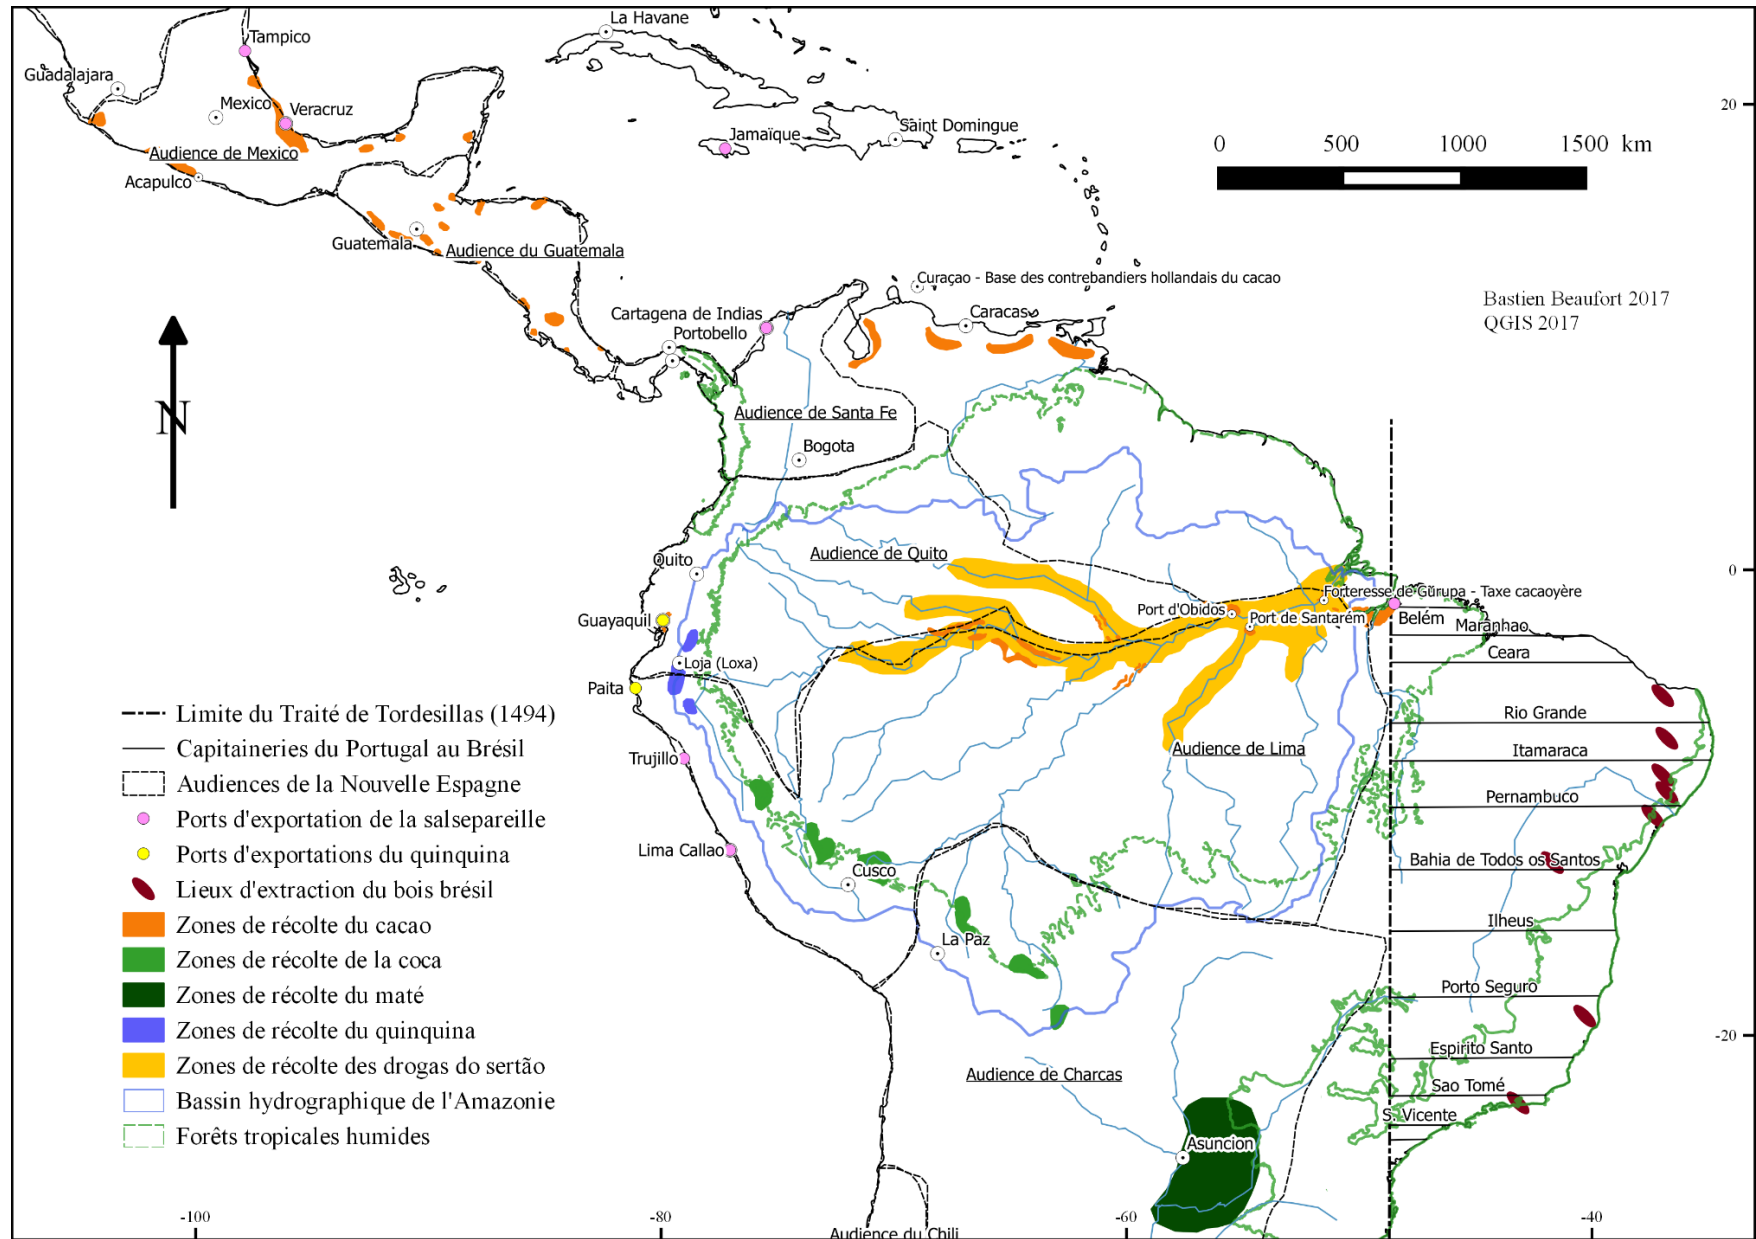 La Havane
Tampico
Guadalajara
Mexico
Veracruz
20
Jamaïque
Saint Domingue
0 500 1000 1500 km
Audience de Mexico
Acapulco
Guatemala
Audience du Guatemala
Curaçao - Base des contrebandiers hollandais du cacao
Bastien Beaufort 2017
QGIS 2017
Cartagena de Indias
Caracas
Portobello
N
Audience de Santa Fe
Bogota
Quito
Audience de Quito
0
Forteresse de Gurupa - Taxe cacaoyère
Guayaquil
Port d'Obidos
Port de Santarém
Belém
Maranhao
Loja (Loxa)
Ceara
Paita
Rio Grande
Limite du Traité de Tordesillas (1494)
Capitaineries du Portugal au Brésil
Audiences de la Nouvelle Espagne
Ports d'exportation de la salsepareille
Ports d'exportations du quinquina
Lieux d'extraction du bois brésil
Zones de récolte du cacao
Zones de récolte de la coca
Zones de récolte du maté
Zones de récolte du quinquina
Zones de récolte des drogas do sertão
Bassin hydrographique de l'Amazonie
Forêts tropicales humides
Trujillo
Audience de Lima
Itamaraca
Pernambuco
Lima Callao
Cusco
Bahia de Todos os Santos
Ilheus
La Paz
Porto Seguro
-20
Espirito Santo
Audience de Charcas
Sao Tomé
S. Vicente
Asuncion
-100
-80
-60
-40
Audience du Chili